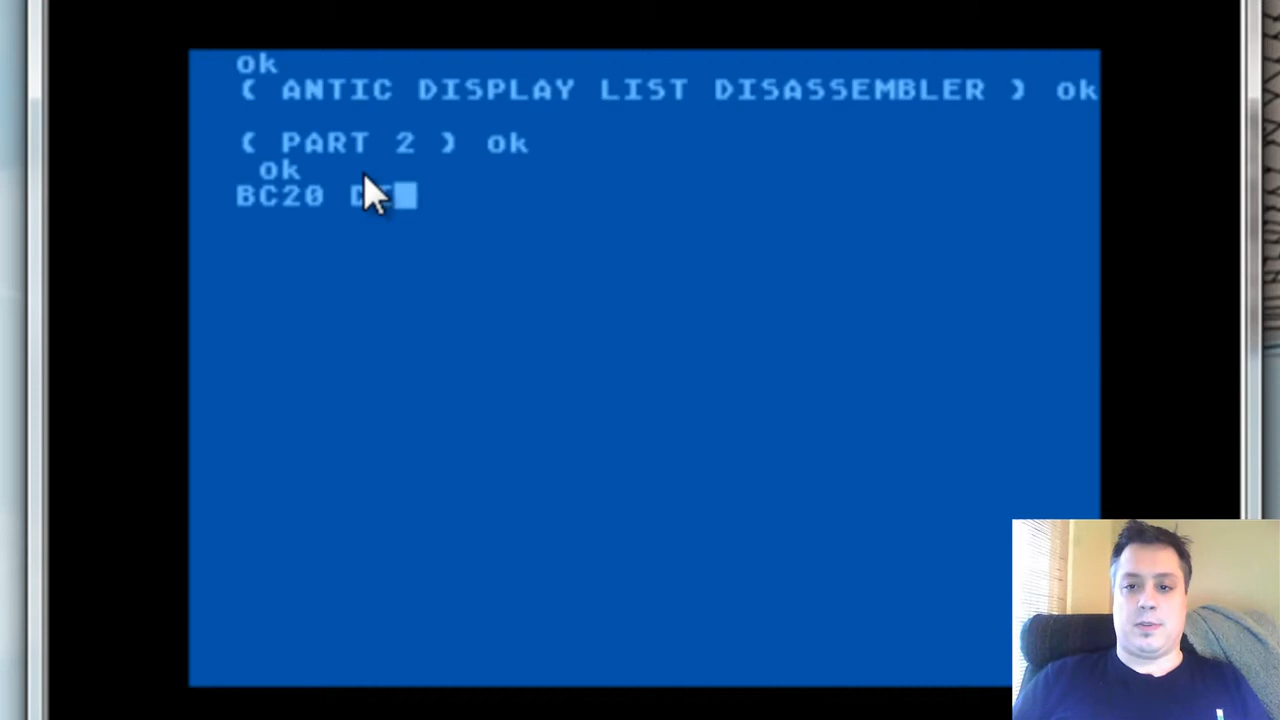 ok
( ANTIC DISPLAY LIST DISASSEMBLER ) ok
( PART 2 ) ok
ok
BC20